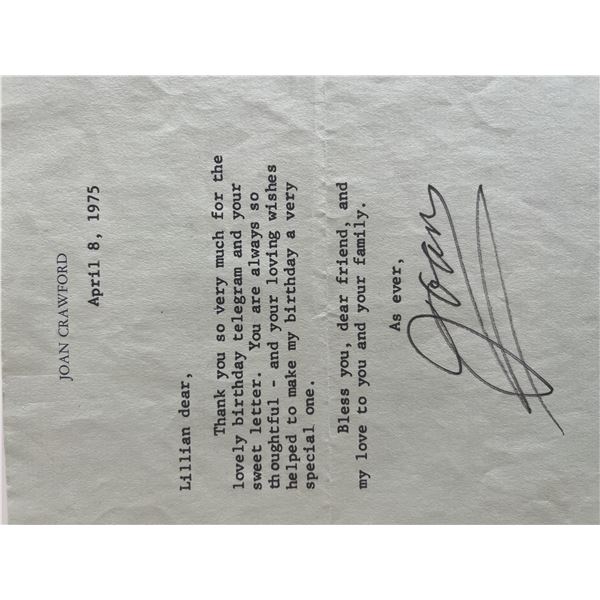 JOAN CRAWFORD
April 8, 1975
Lillian dear,
Thank you so very much for the
lovely birthday telegram and your
sweet letter. You are always so
thoughtful - and your loving wishes
helped to make my birthday a very
special one.
Bless you, dear friend, and
my love to you and your family.
As ever,
Joan